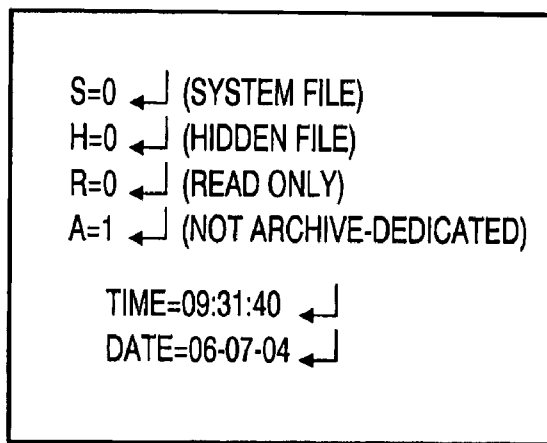 S=0 ↵ (SYSTEM FILE)
H=0 ↵ (HIDDEN FILE)
R=0 ↵ (READ ONLY)
A=1 ↵ (NOT ARCHIVE-DEDICATED)
TIME=09:31:40 ↵
DATE=06-07-04 ↵